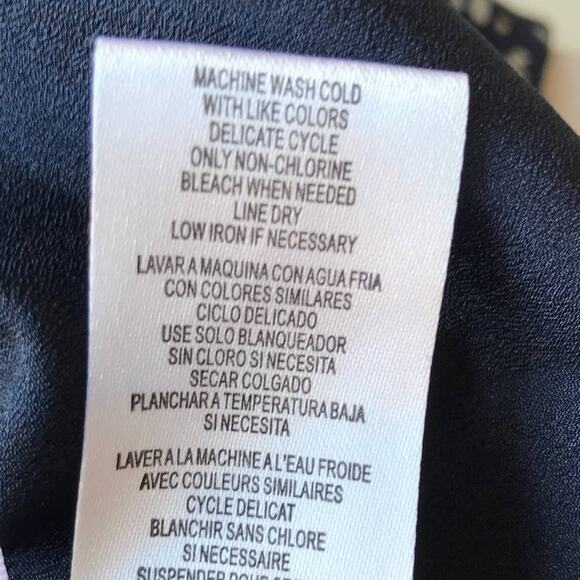 MACHINE WASH COLD
WITH LIKE COLORS
DELICATE CYCLE
ONLY NON-CHLORINE
BLEACH WHEN NEEDED
LINE DRY
LOW IRON IF NECESSARY
LAVAR A MAQUINA CON AGUA FRIA
CON COLORES SIMILARES
CICLO DELICADO
USE SOLO BLANQUEADOR
SIN CLORO SI NECESITA
SECAR COLGADO
PLANCHAR A TEMPERATURA BAJA
SI NECESITA
LAVER A LA MACHINE A L'EAU FROIDE
AVEC COULEURS SIMILAIRES
CYCLE DELICAT
BLANCHIR SANS CHLORE
SI NECESSAIRE
SUSPENDER POUR